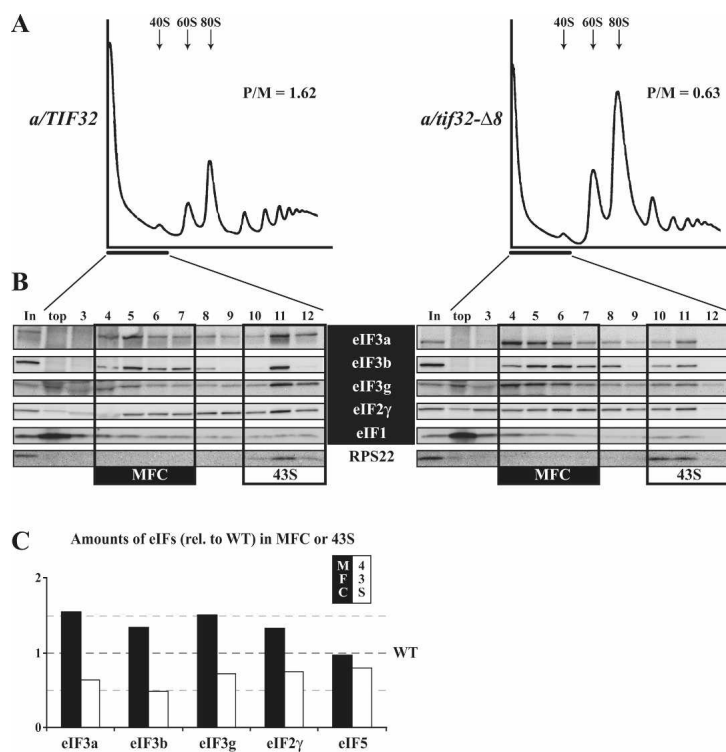 A
40S 60S 80S
P/M = 1.62
a/TIF32
40S 60S 80S
P/M = 0.63
a/tif32-Δ8
B
In top 3 4 5 6 7 8 9 10 11 12
In top 3 4 5 6 7 8 9 10 11 12
eIF3a
eIF3b
eIF3g
eIF2γ
eIF1
RPS22
MFC
43S
MFC
43S
C
Amounts of eIFs (rel. to WT) in MFC or 43S
M 4
F 3
C S
2
1
0
WT
eIF3a eIF3b eIF3g eIF2γ eIF5